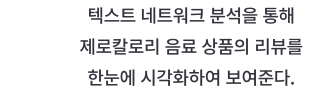 텍스트 네트워크 분석을 통해
제로칼로리 음료 상품의 리뷰를
한눈에 시각화하여 보여준다.